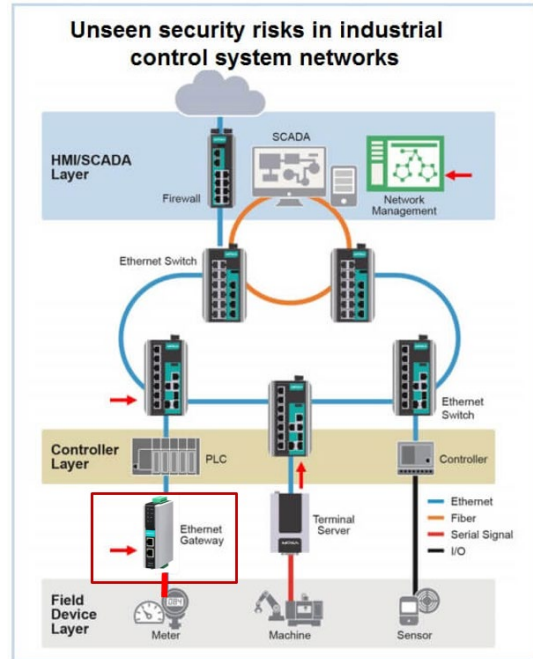 Unseen security risks in industrial
control system networks
SCADA
HMI/SCADA
Layer
Firewall
Network
Management
Ethernet Switch
Ethernet
Switch
Controller
Layer
PLC
Controller
Ethernet
Gateway
Terminal
Server
Ethernet
Fiber
Serial Signal
I/O
Field
Device
Layer
Meter
Machine
Sensor